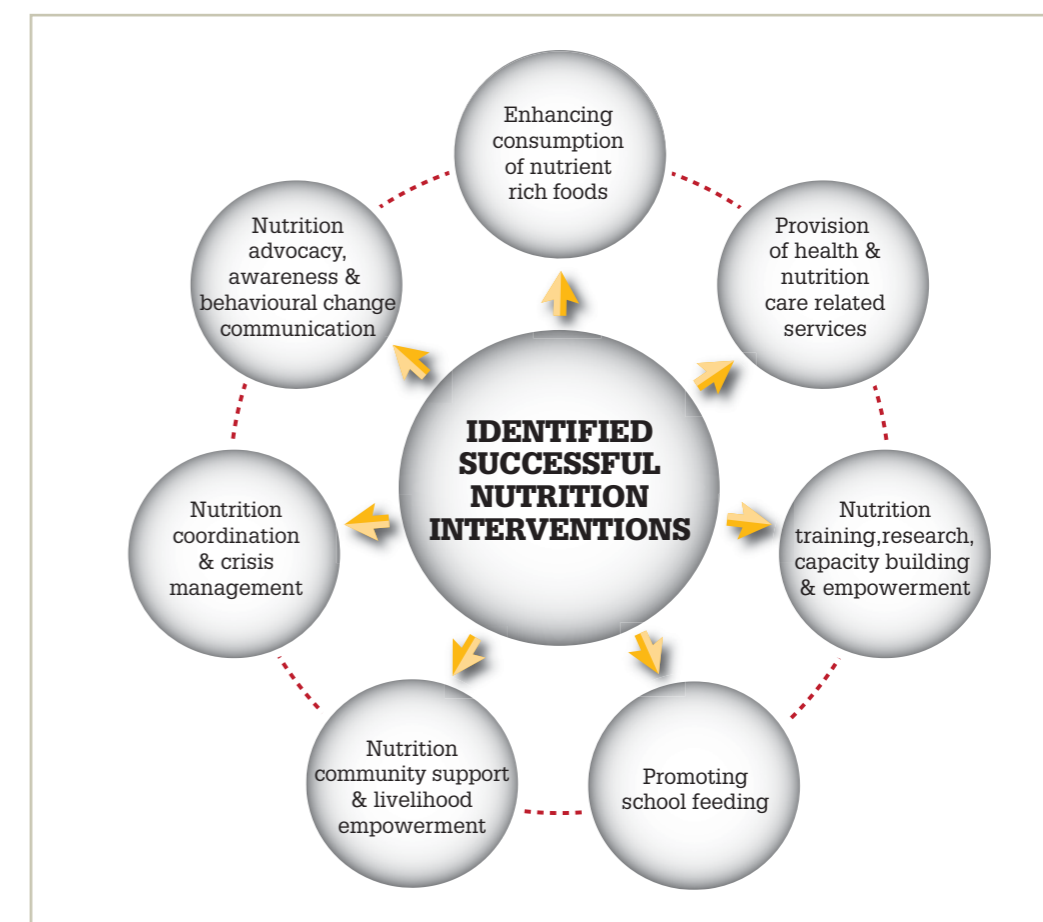 Enhancing
consumption
of nutrient
rich foods
Provision
of health &
nutrition
care related
services
Nutrition
training,research,
capacity building
& empowerment
Promoting
school feeding
Nutrition
community support
& livelihood
empowerment
Nutrition
coordination
& crisis
management
Nutrition
advocacy,
awareness &
behavioural change
communication
IDENTIFIED
SUCCESSFUL
NUTRITION
INTERVENTIONS